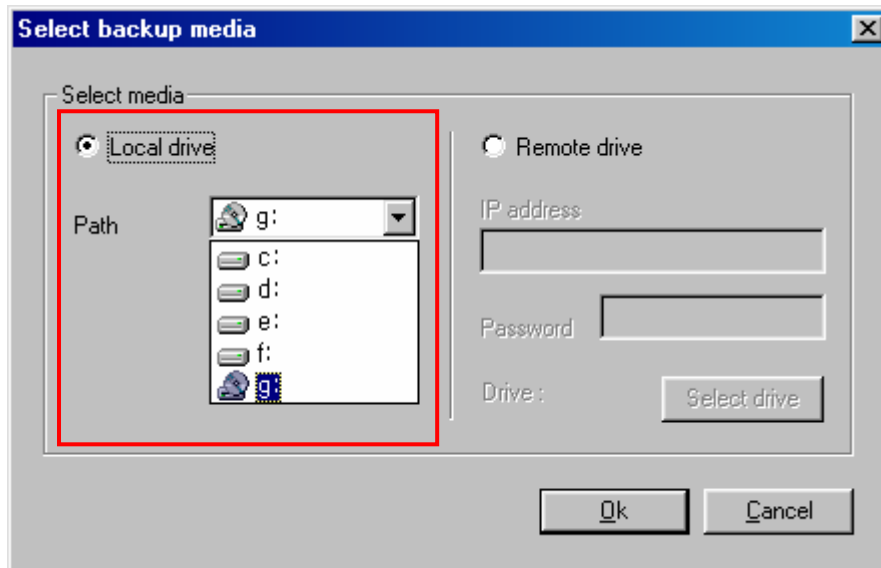 Select backup media
Select media
Local drive
Path
g:
c:
d:
e:
f:
g:
Remote drive
IP address
Password
Drive :
Select drive
Ok
Cancel